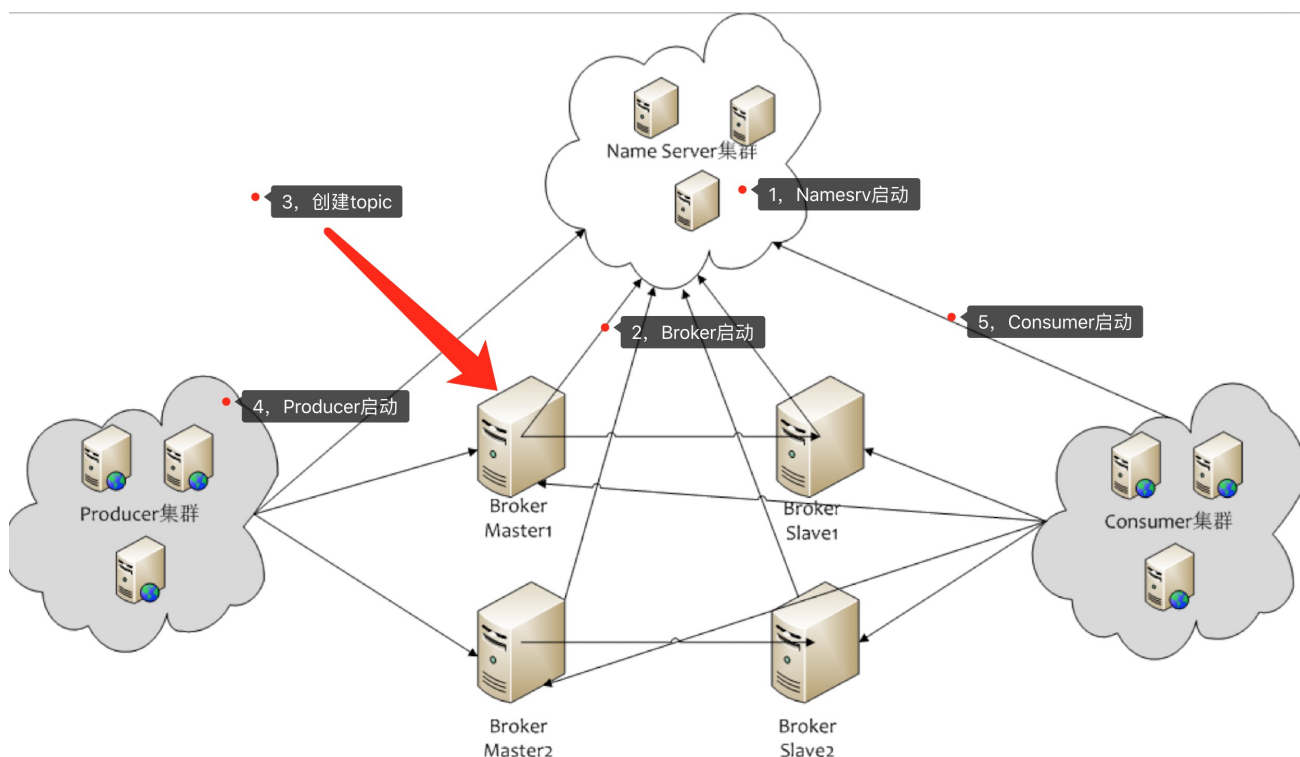 Name Server集群
1，Namesrv启动
3，创建topic
5，Consumer启动
2，Broker启动
4，Producer启动
Producer集群
Broker
Master1
Broker
Slave1
Consumer集群
Broker
Master2
Broker
Slave2